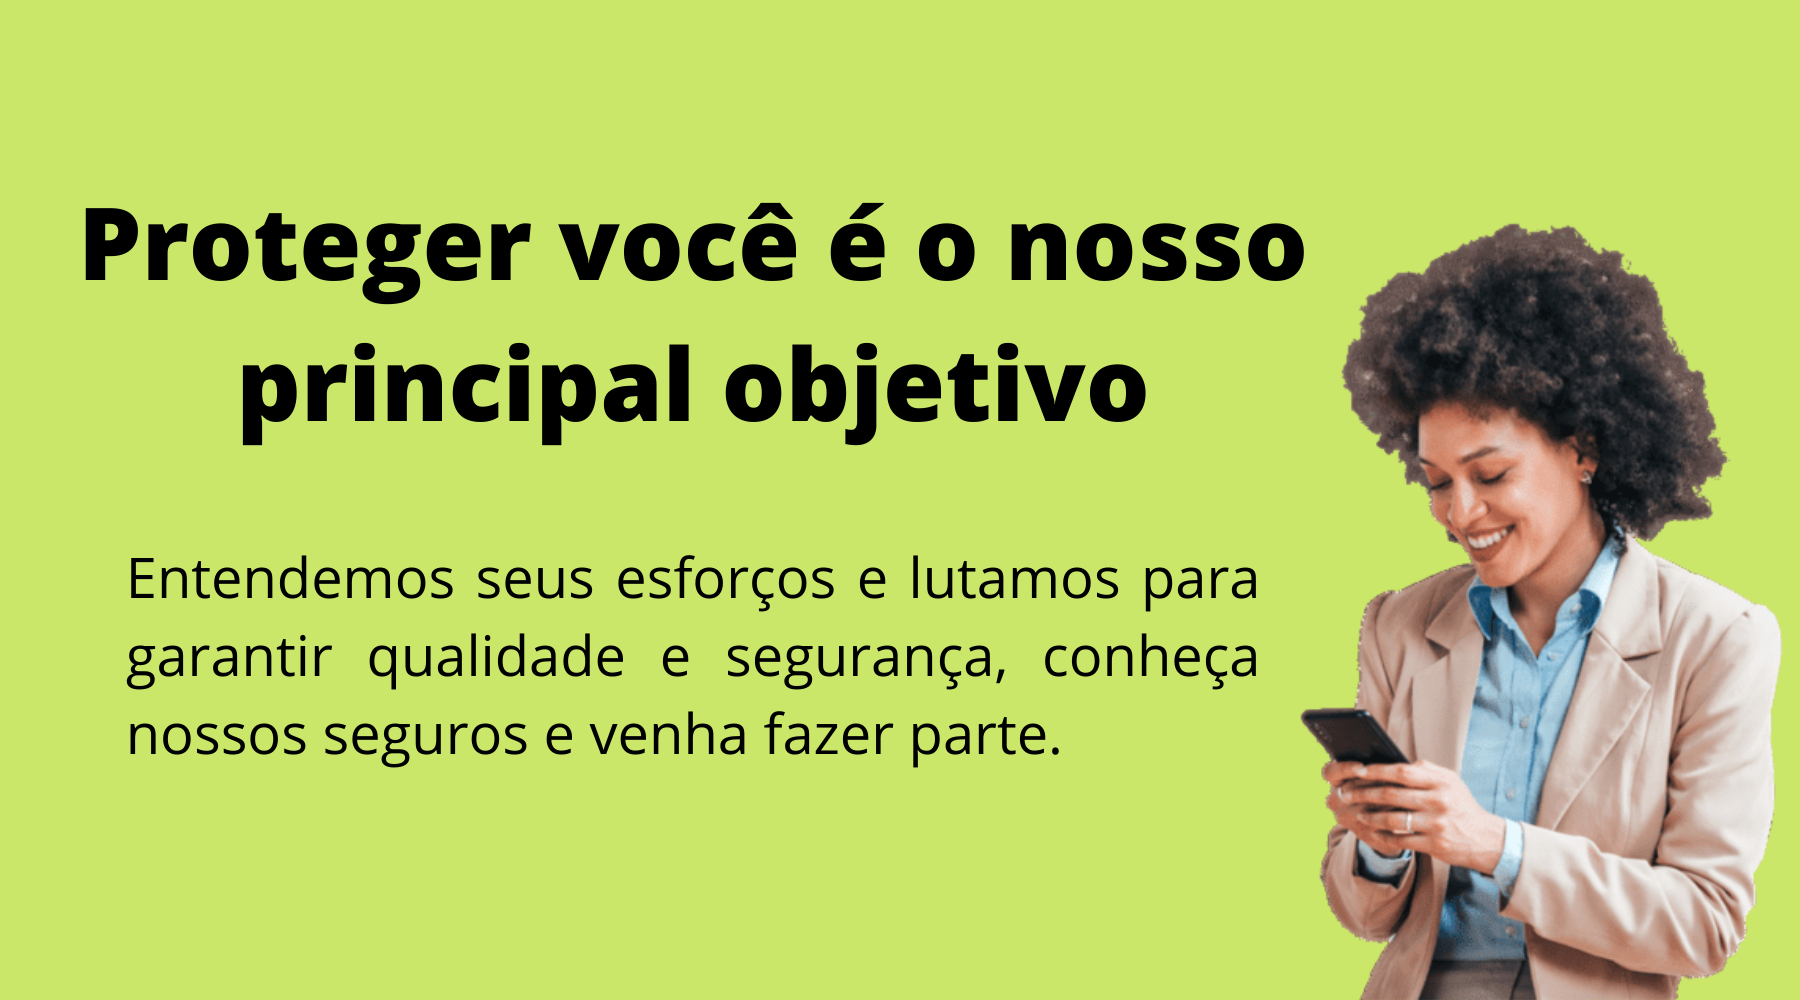 Proteger você é o nosso
principal objetivo
Entendemos seus esforços e lutamos para
garantir qualidade e segurança, conheça
nossos seguros e venha fazer parte.